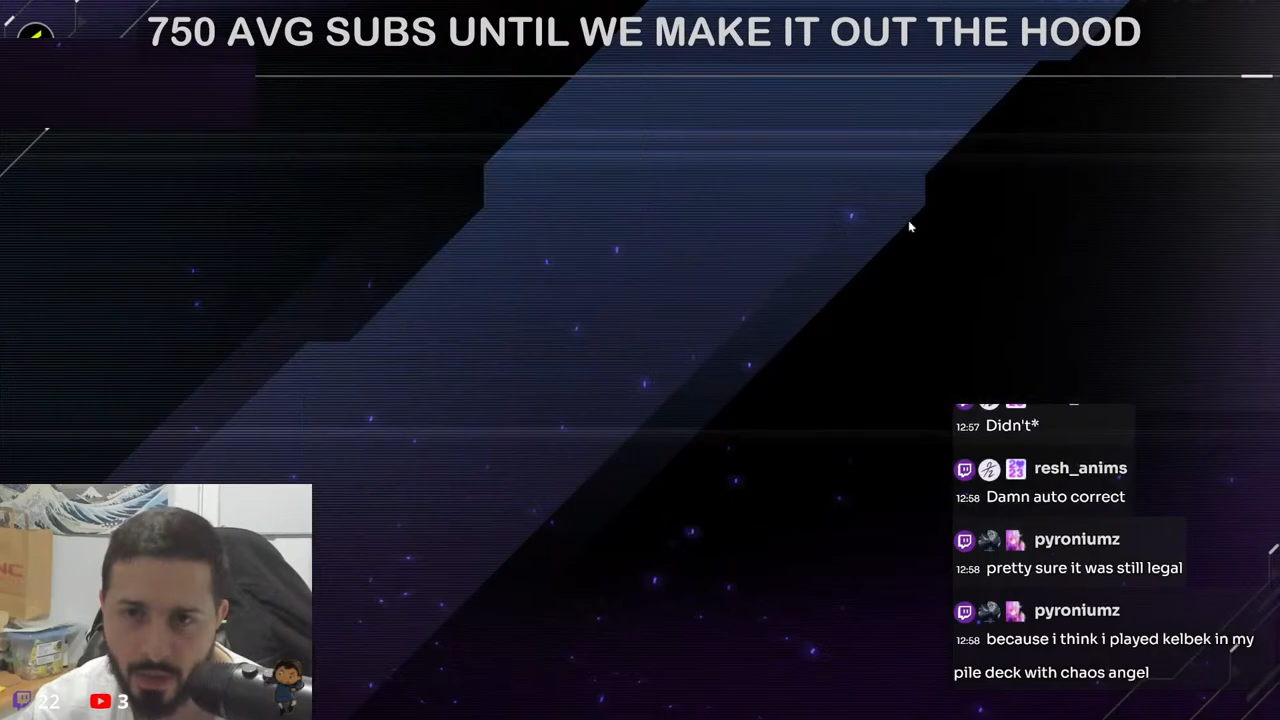 750 AVG SUBS UNTIL WE MAKE IT OUT THE HOOD
12:57 Didn't*
resh_anims
12:58 Damn auto correct
pyroniumz
12:58 pretty sure it was still legal
pyroniumz
12:58 because i think i played kelbek in my
pile deck with chaos angel
22 3